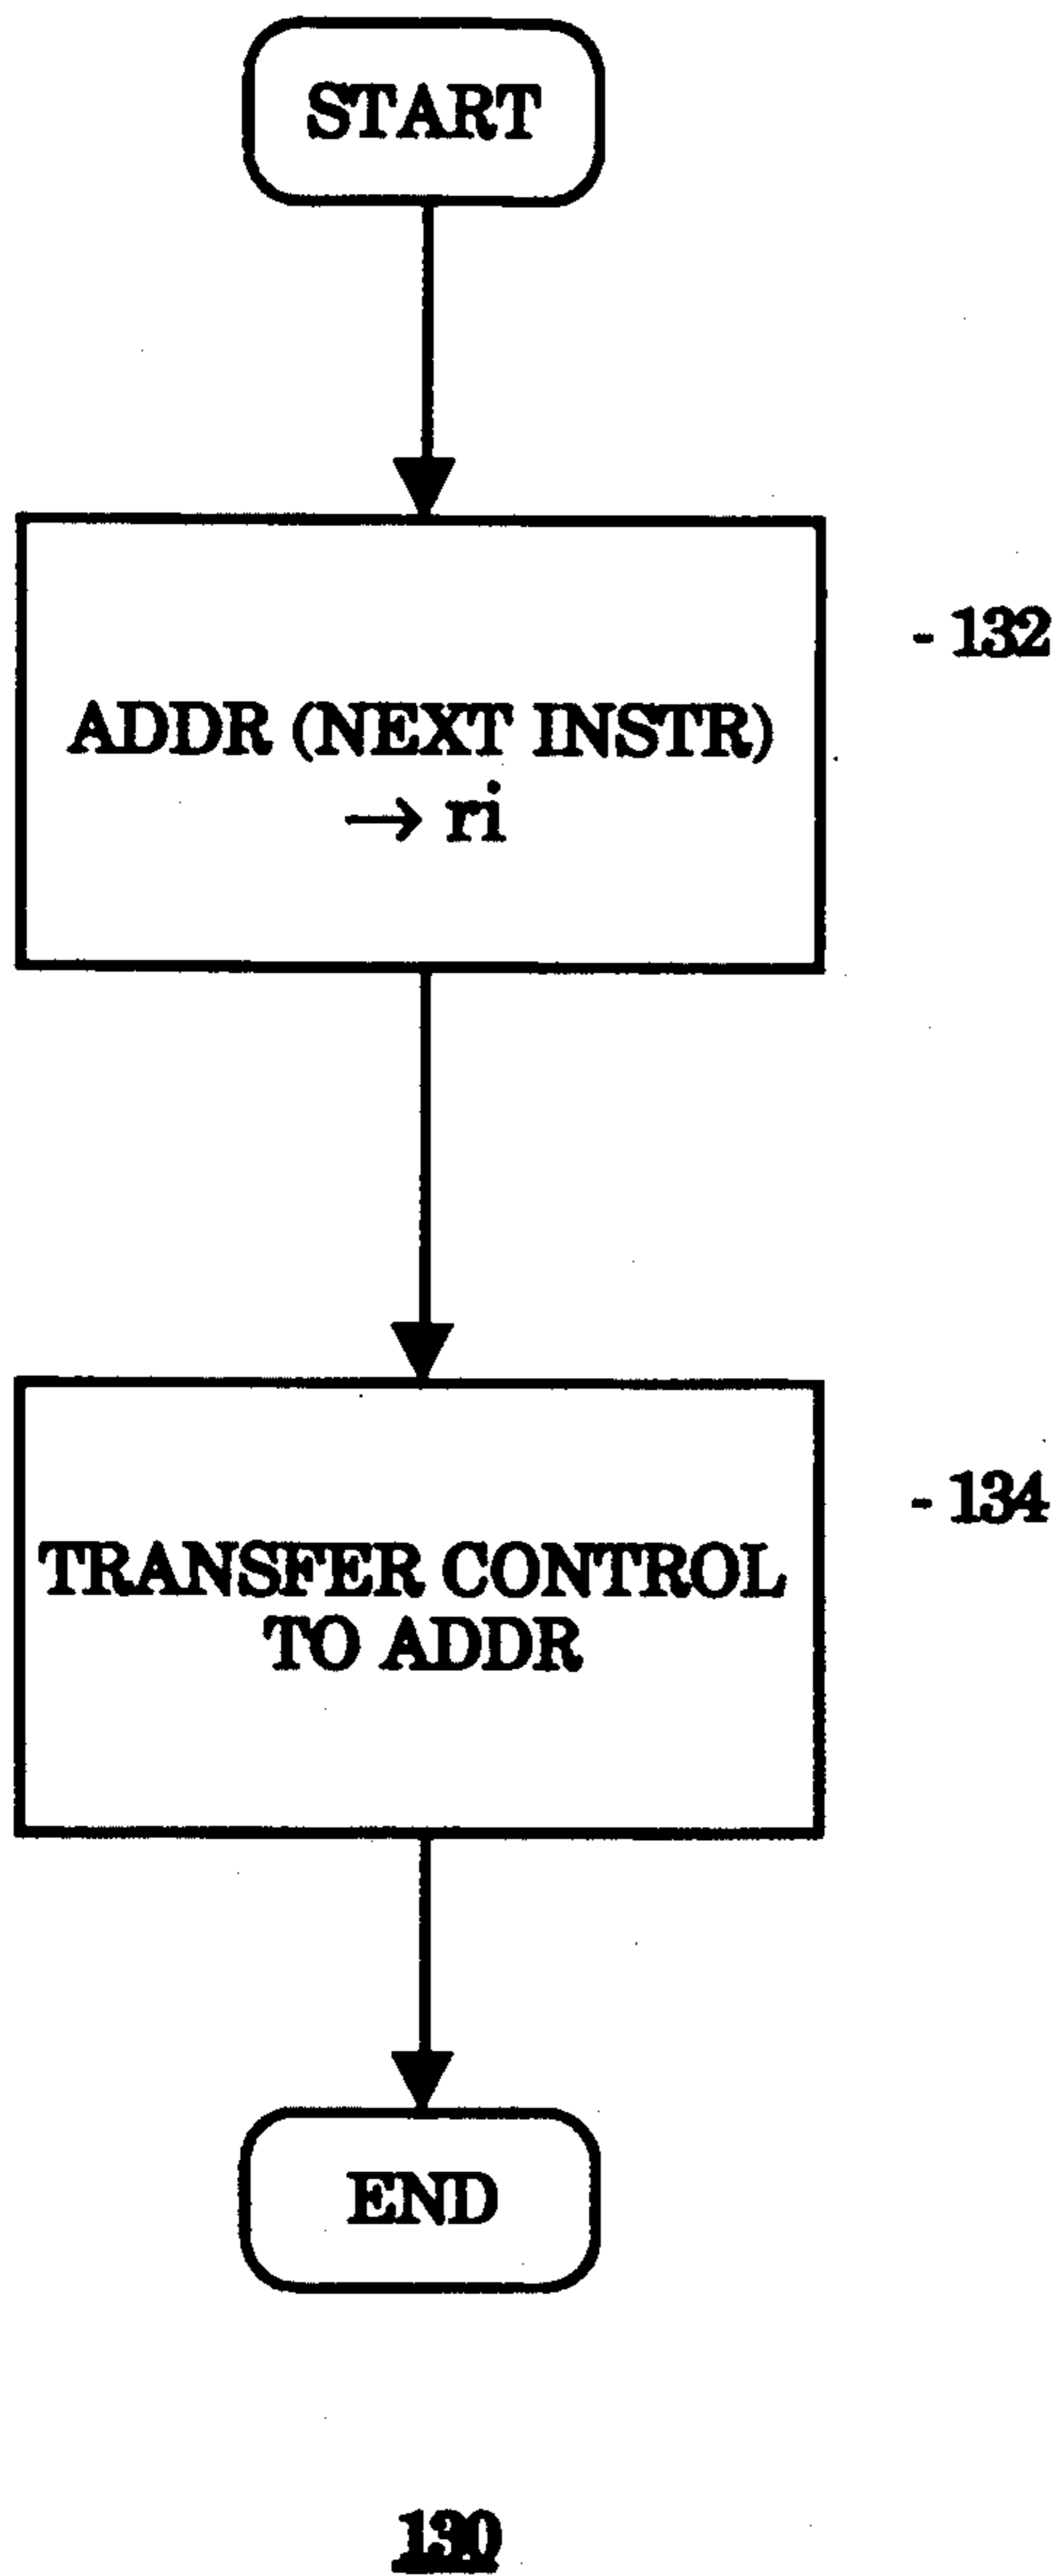 START
ADDR (NEXT INSTR)
→ ri
- 132
TRANSFER CONTROL
TO ADDR
- 134
END
130